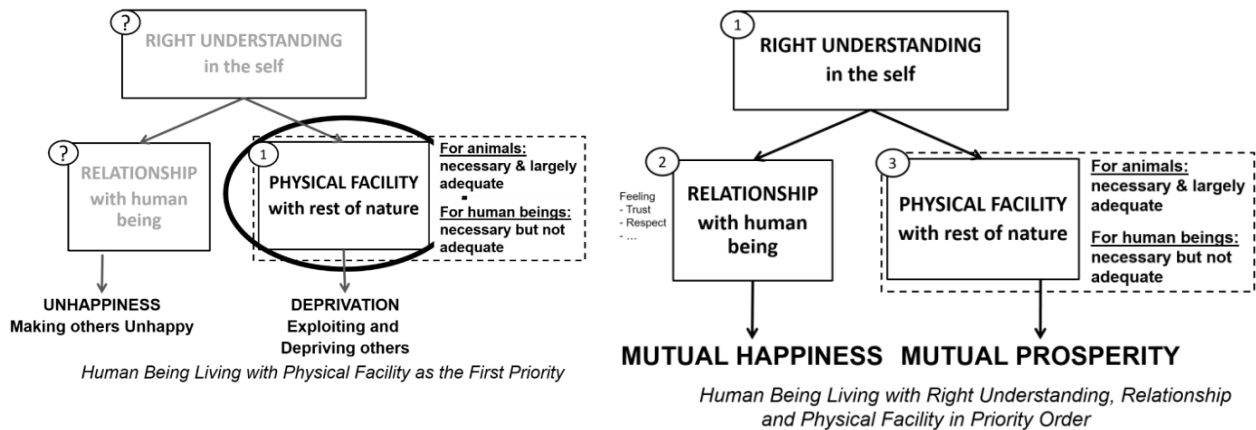 ?
RIGHT UNDERSTANDING
in the self
?
RELATIONSHIP
with human
being
1
PHYSICAL FACILITY
with rest of nature
For animals:
necessary & largely
adequate
For human beings:
necessary but not
adequate
UNHAPPINESS
Making others Unhappy
DEPRIVATION
Exploiting and
Depriving others
Human Being Living with Physical Facility as the First Priority
1
RIGHT UNDERSTANDING
in the self
Feeling
- Trust
- Respect
- ...
2
RELATIONSHIP
with human
being
3
PHYSICAL FACILITY
with rest of nature
For animals:
necessary & largely
adequate
For human beings:
necessary but not
adequate
MUTUAL HAPPINESS
MUTUAL PROSPERITY
Human Being Living with Right Understanding, Relationship
and Physical Facility in Priority Order